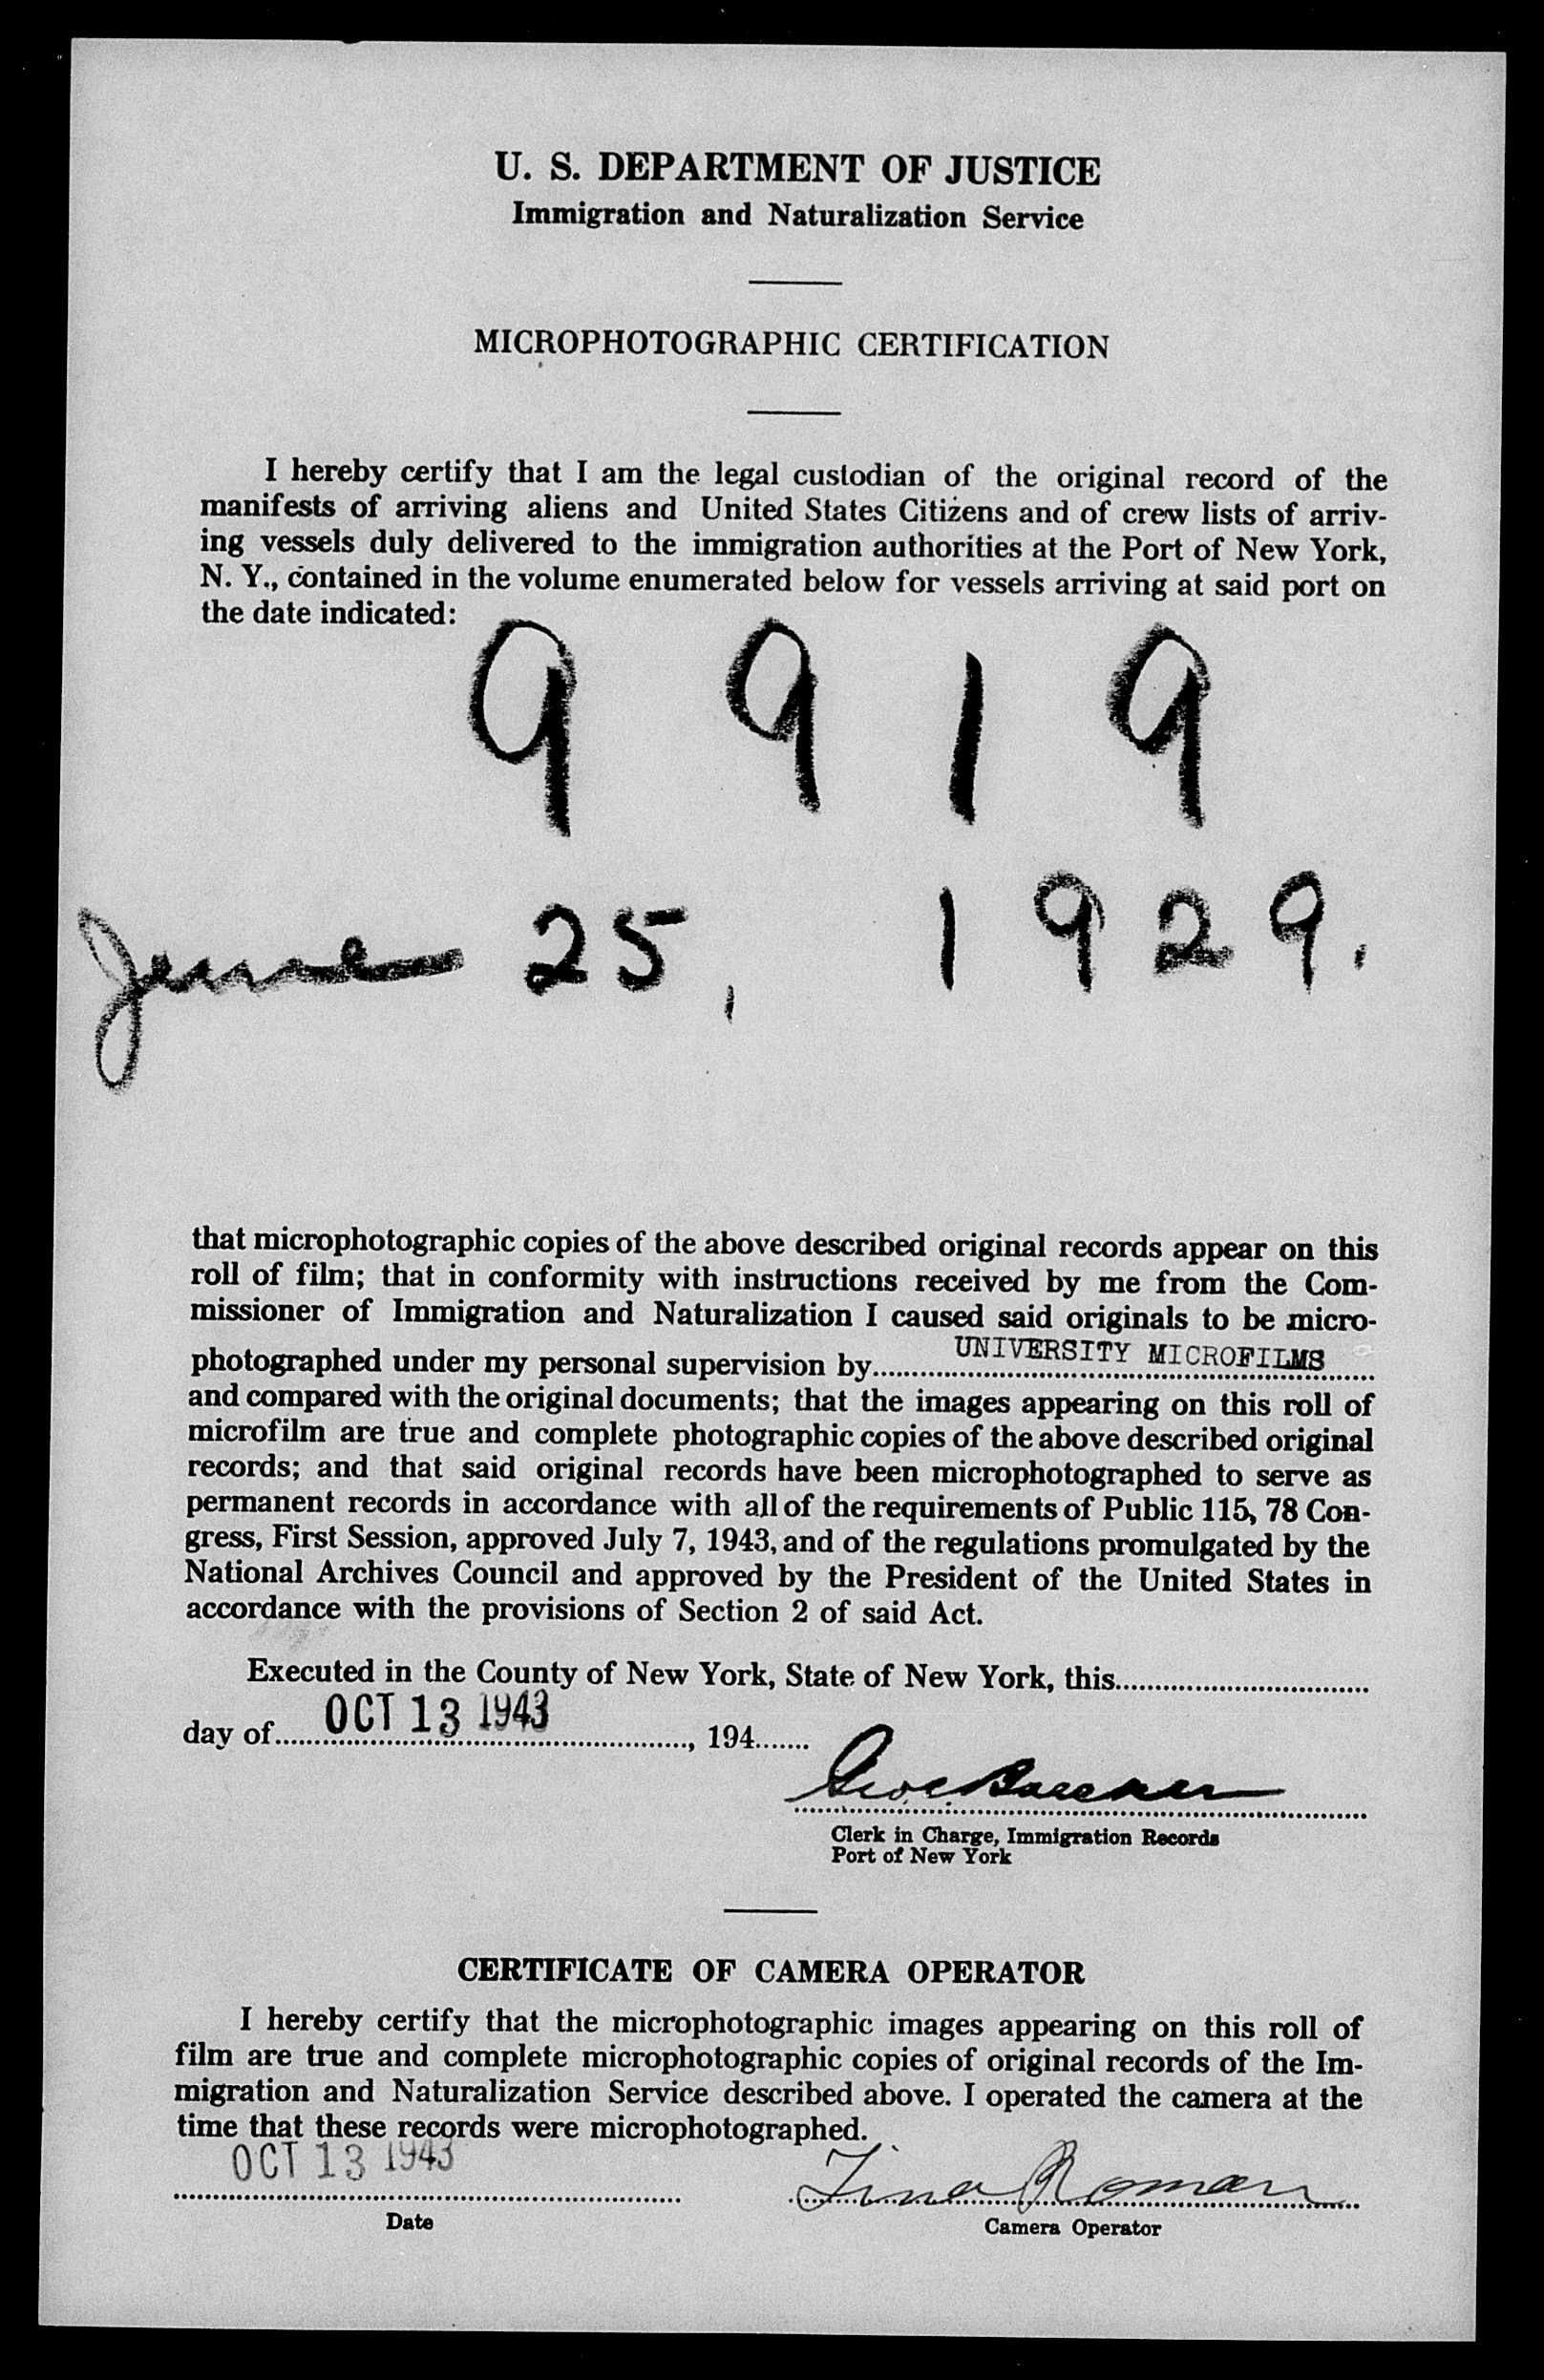 U. S. DEPARTMENT OF JUSTICE
Immigration and Naturalization Service
MICROPHOTOGRAPHIC CERTIFICATION
I hereby certify that I am the legal custodian of the original record of the
manifests of arriving aliens and United States Citizens and of crew lists of arriv-
ing vessels duly delivered to the immigration authorities at the Port of New York,
N. Y., contained in the volume enumerated below for vessels arriving at said port on
the date indicated:
9 9 1 9
June 25, 1929.
that microphotographic copies of the above described original records appear on this
roll of film; that in conformity with instructions received by me from the Com-
missioner of Immigration and Naturalization I caused said originals to be micro-
photographed under my personal supervision by UNIVERSITY MICROFILMS
and compared with the original documents; that the images appearing on this roll of
microfilm are true and complete photographic copies of the above described original
records; and that said original records have been microphotographed to serve as
permanent records in accordance with all of the requirements of Public 115, 78 Con-
gress, First Session, approved July 7, 1943, and of the regulations promulgated by the
National Archives Council and approved by the President of the United States in
accordance with the provisions of Section 2 of said Act.
Executed in the County of New York, State of New York, this
day of OCT 13 1943, 194
Clerk in Charge, Immigration Records
Port of New York
CERTIFICATE OF CAMERA OPERATOR
I hereby certify that the microphotographic images appearing on this roll of
film are true and complete microphotographic copies of original records of the Im-
migration and Naturalization Service described above. I operated the camera at the
time that these records were microphotographed.
OCT 13 1943
Tina Roman
Date
Camera Operator